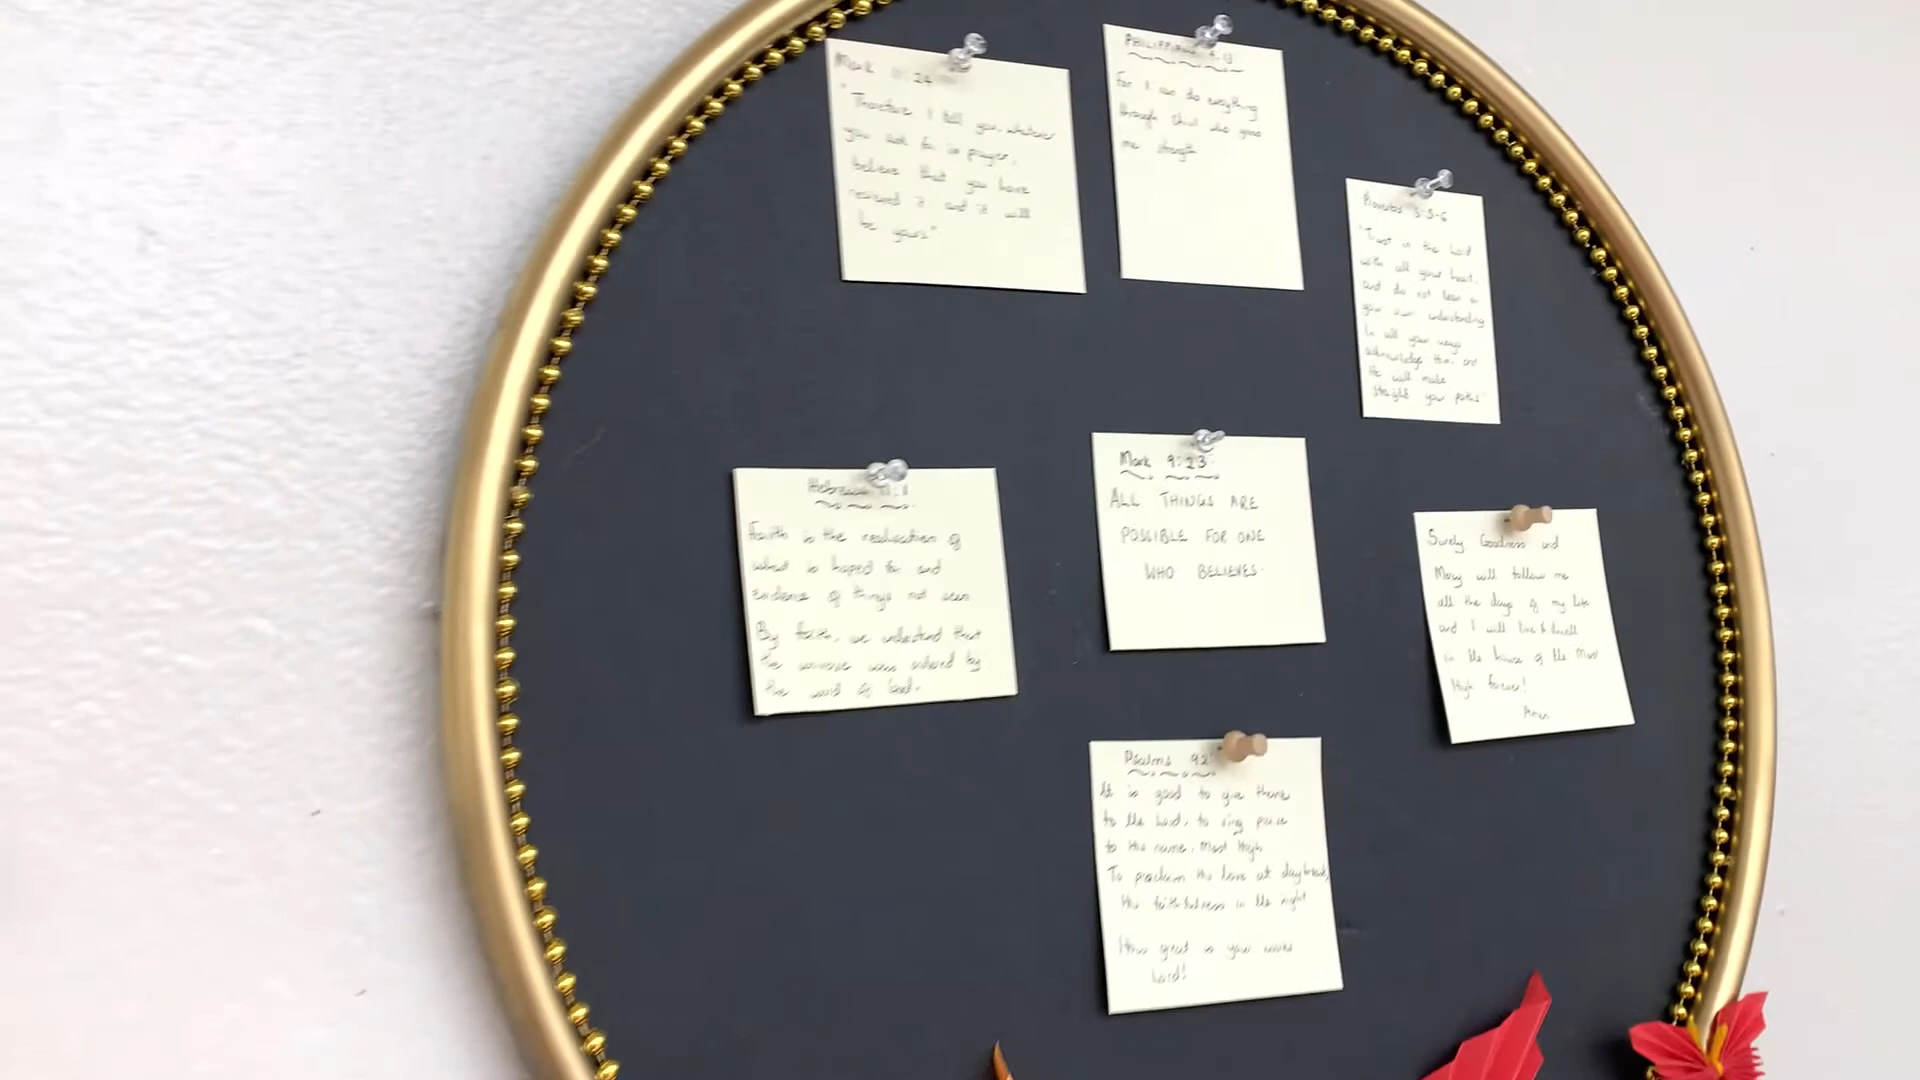 Mark 11:24
"Therefore I tell you, whatever
you ask for in prayer,
believe that you have
received it and it will
be yours."
PHILIPPIANS 4:13
For I can do everything
through Christ who gives
me strength
Proverbs 3:5-6
"Trust in the Lord
with all your heart,
and do not lean on
your own understanding
In all your ways
acknowledge Him and
He will make
straight your paths"
Hebrews 11:1
Faith is the realisation of
what is hoped for and
evidence of things not seen
By faith, we understand that
the universe was ordered by
the word of God.
Mark 9:23
ALL THINGS ARE
POSSIBLE FOR ONE
WHO BELIEVES.
Surely Goodness and
Mercy will follow me
all the days of my life
and I will live & dwell
in the house of the Most
High forever!
Amen
Psalms 92
It is good to give thanks
to the Lord, to sing praise
to His name, Most High
To proclaim His love at daybreak,
His faithfulness in the night
How great is your works
Lord!